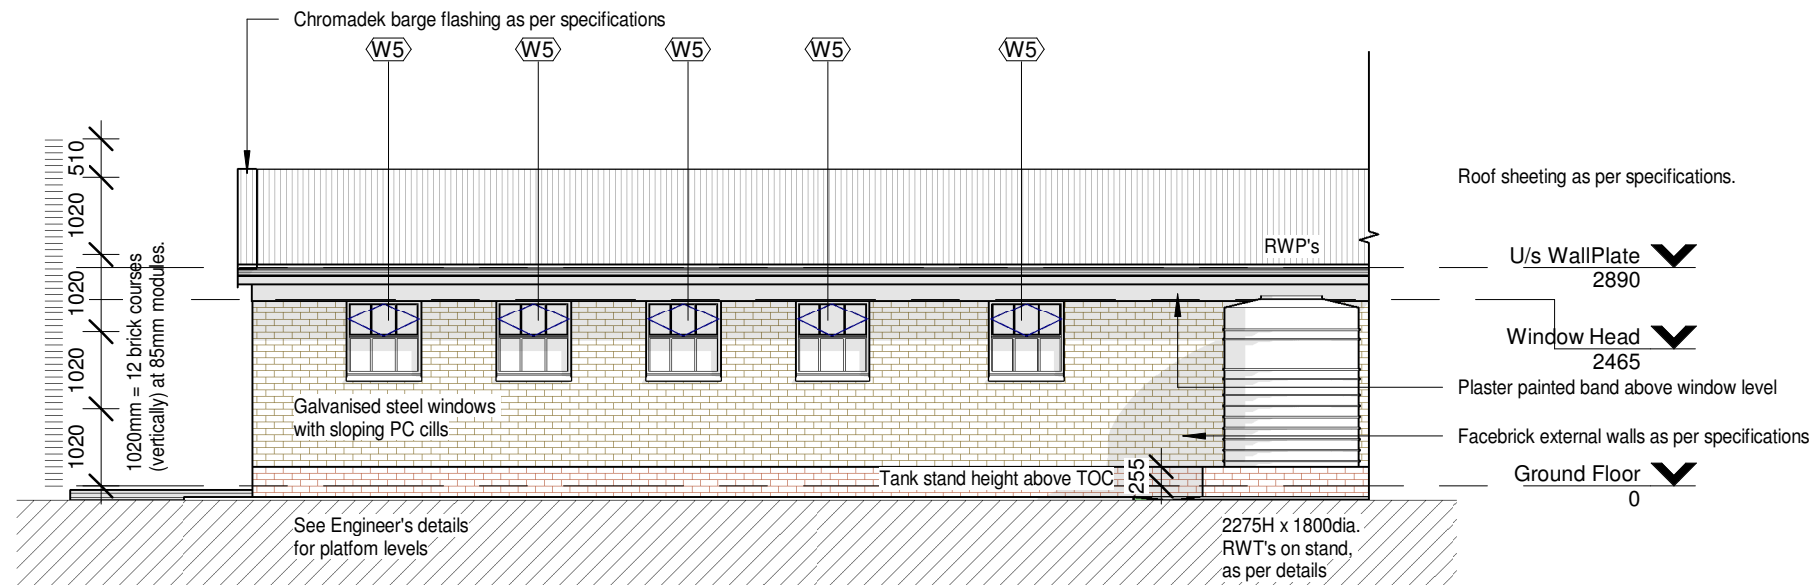 Chromadek barge flashing as per specifications
W5
W5
W5
W5
W5
510
1020
1020
1020
1020
1020mm = 12 brick courses
(vertically) at 85mm modules.
Roof sheeting as per specifications.
RWP's
U/s WallPlate
2890
Window Head
2465
Plaster painted band above window level
Galvanised steel windows
with sloping PC cills
Facebrick external walls as per specifications
Tank stand height above TOC
255
Ground Floor
0
See Engineer's details
for platfom levels
2275H x 1800dia.
RWT's on stand,
as per details